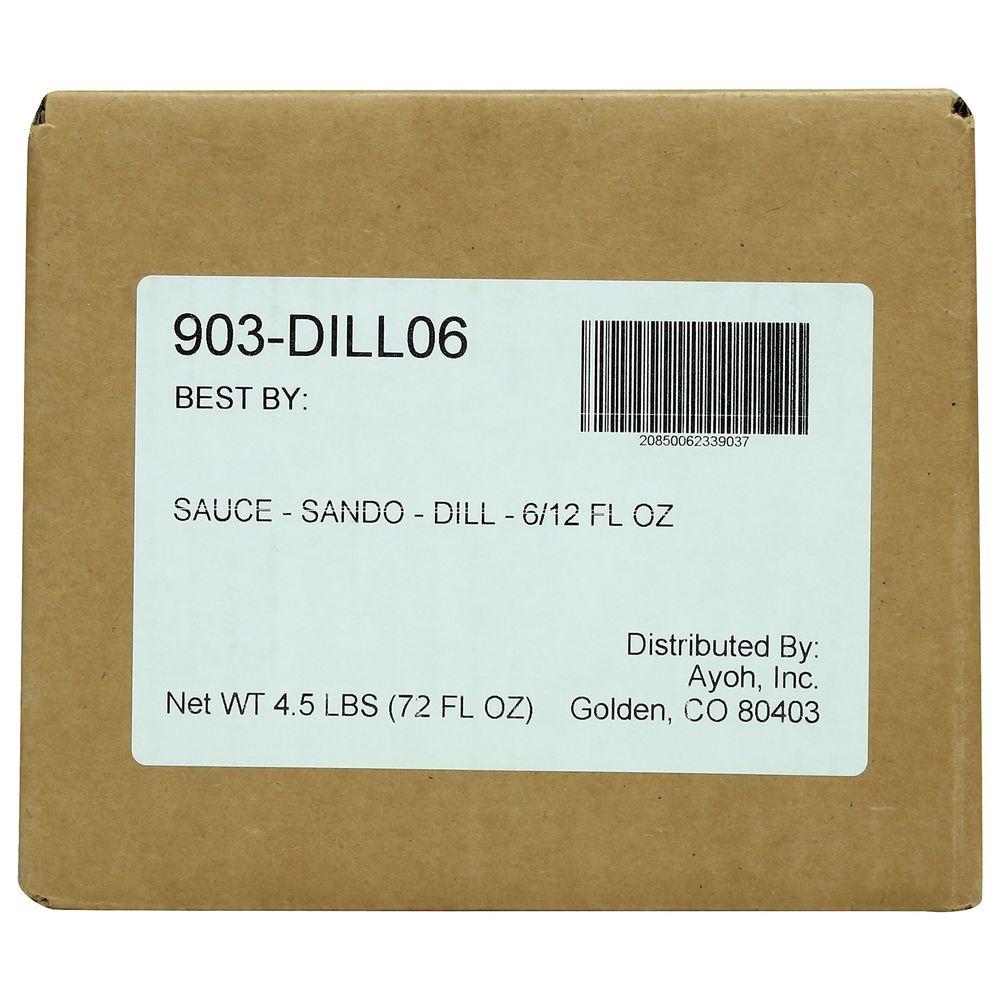 903-DILL06
BEST BY:
20850062339037
SAUCE - SANDO - DILL - 6/12 FL OZ
Distributed By:
Ayoh, Inc.
Golden, CO 80403
Net WT 4.5 LBS (72 FL OZ)